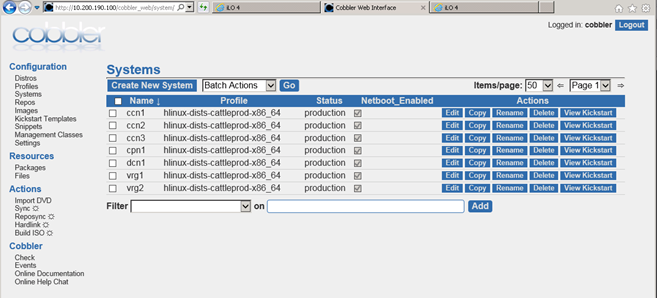 http://10.200.190.100/cobbler_web/system/
iLO 4
Cobbler Web Interface
iLO 4
cobbler
Logged in: cobbler Logout
Configuration
Distros
Profiles
Systems
Repos
Images
Kickstart Templates
Snippets
Management Classes
Settings
Resources
Packages
Files
Actions
Import DVD
Sync
Reposync
Hardlink
Build ISO
Cobbler
Check
Events
Online Documentation
Online Help Chat
Systems
Create New System Batch Actions Go Items/page: 50 ⇐ Page 1 ⇒
Name ↓ Profile Status Netboot_Enabled Actions
ccn1 hlinux-dists-cattleprod-x86_64 production Edit Copy Rename Delete View Kickstart
ccn2 hlinux-dists-cattleprod-x86_64 production Edit Copy Rename Delete View Kickstart
ccn3 hlinux-dists-cattleprod-x86_64 production Edit Copy Rename Delete View Kickstart
cpn1 hlinux-dists-cattleprod-x86_64 production Edit Copy Rename Delete View Kickstart
dcn1 hlinux-dists-cattleprod-x86_64 production Edit Copy Rename Delete View Kickstart
vrg1 hlinux-dists-cattleprod-x86_64 production Edit Copy Rename Delete View Kickstart
vrg2 hlinux-dists-cattleprod-x86_64 production Edit Copy Rename Delete View Kickstart
Filter on Add